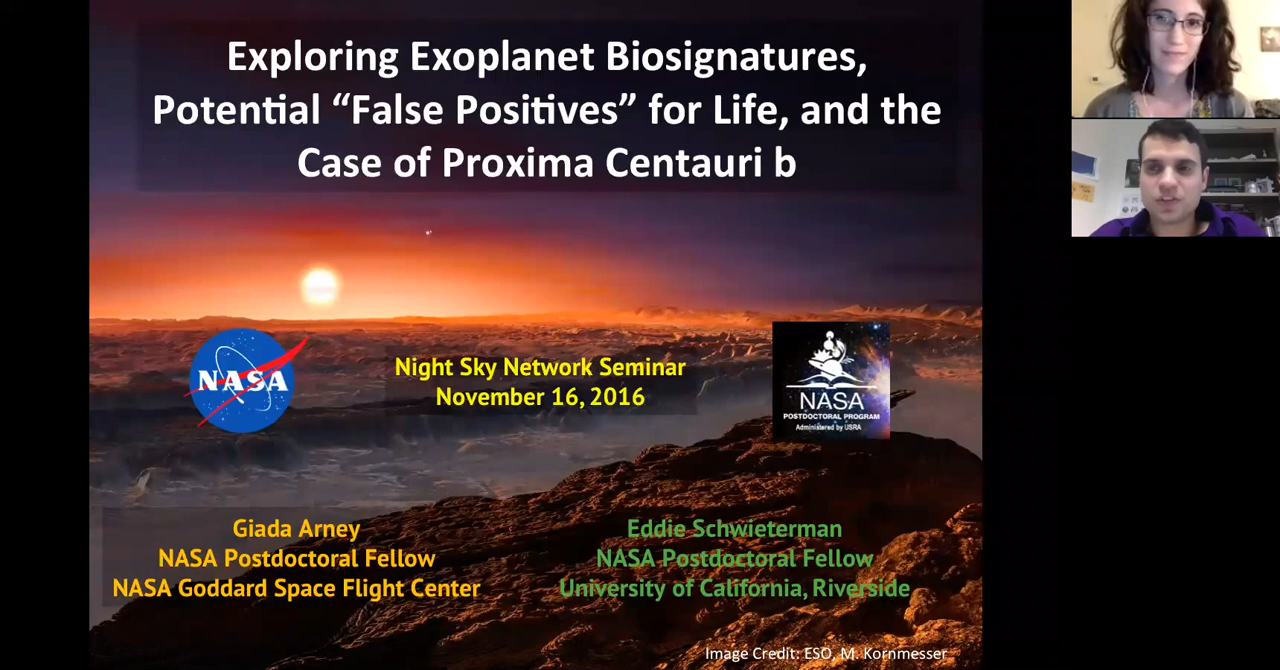 Exploring Exoplanet Biosignatures,
Potential “False Positives” for Life, and the
Case of Proxima Centauri b
NASA
Night Sky Network Seminar
November 16, 2016
NASA
POSTDOCTORAL PROGRAM
Administered by USRA
Giada Arney
NASA Postdoctoral Fellow
NASA Goddard Space Flight Center
Eddie Schwieterman
NASA Postdoctoral Fellow
University of California, Riverside
Image Credit: ESO, M. Kornmesser